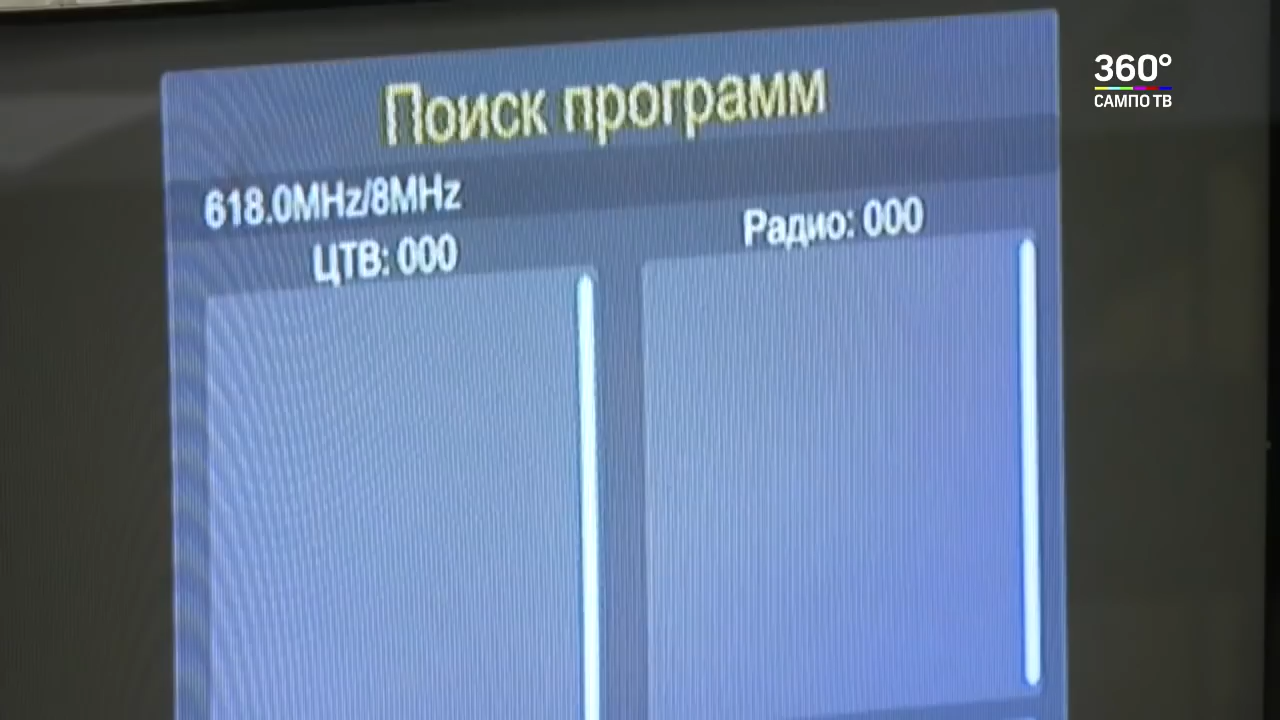 Поиск программ
618.0MHz/8MHz
ЦТВ: 000
Радио: 000
360°
САМПО ТВ